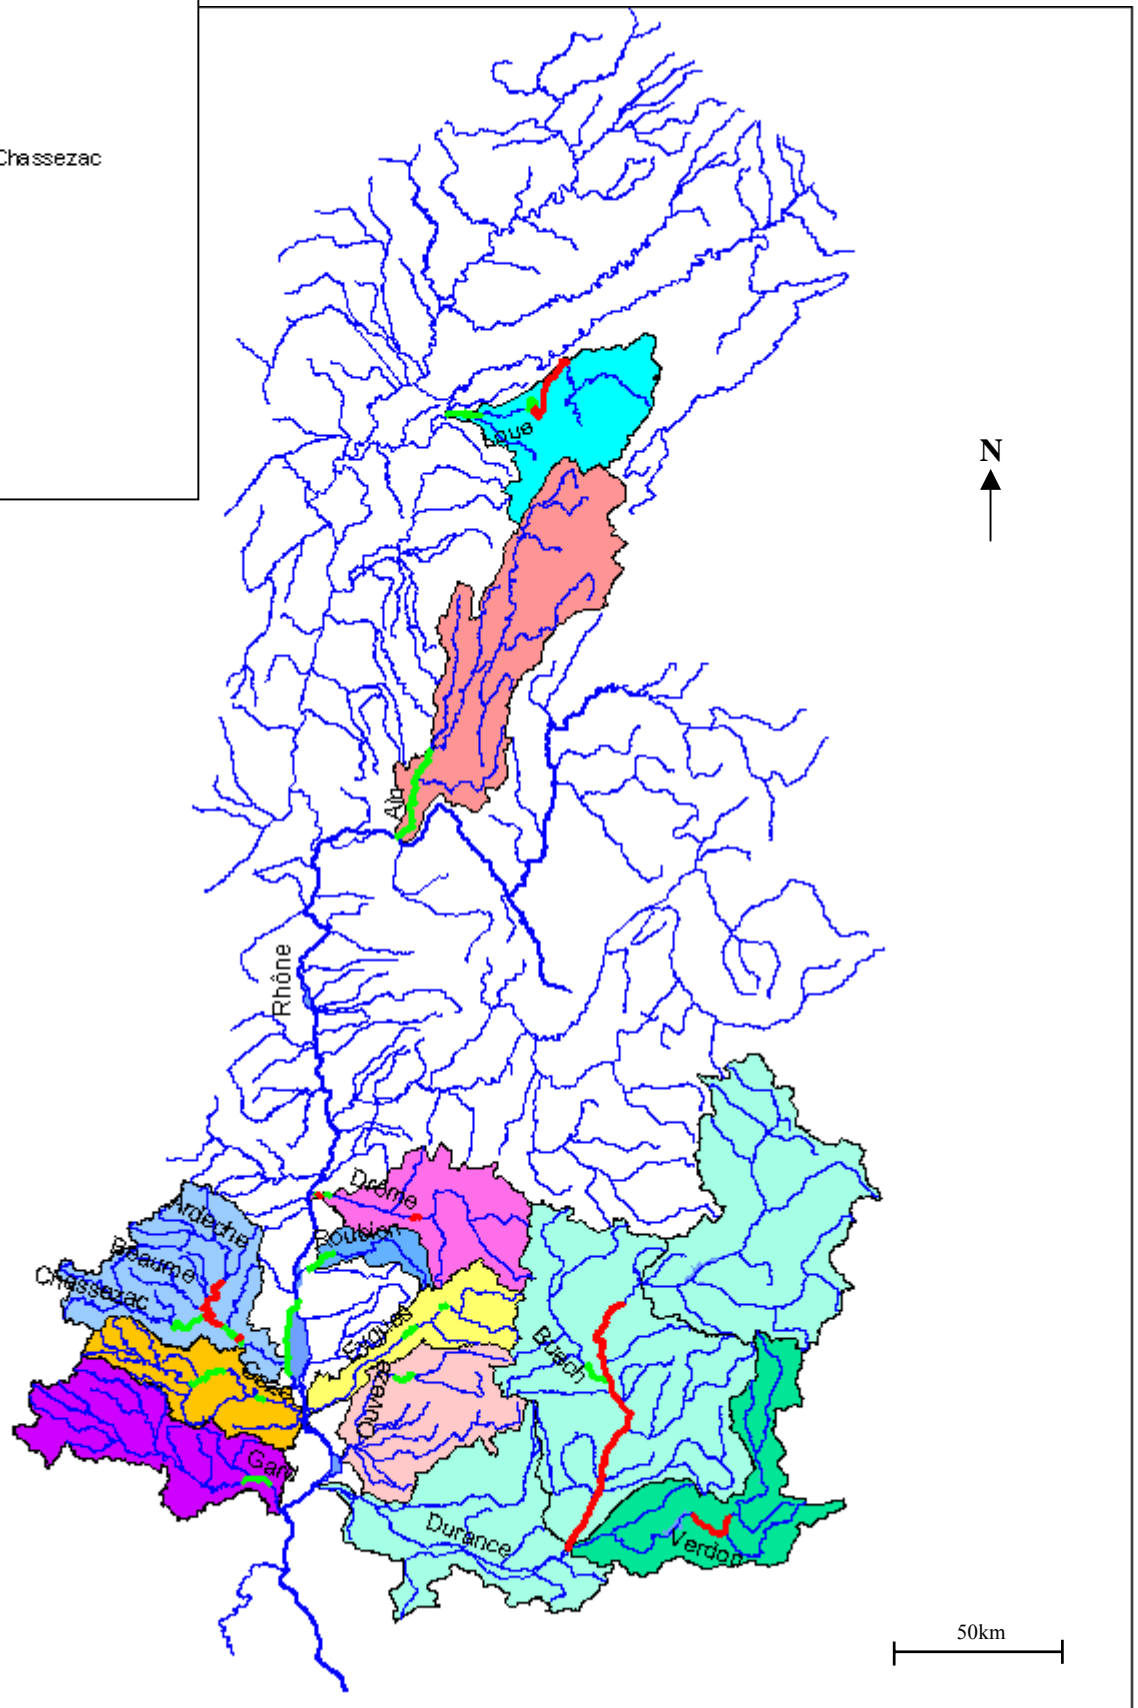 Chassezac
Loue
N
Ain
Rhône
Drôme
Ardèche
Roubion
Beaume
Chassezac
Eygues
Buëch
Ouvèze
Gard
Durance
Verdon
50km